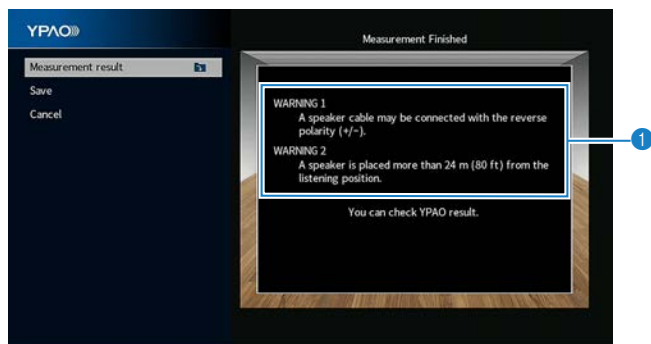 YPAO
Measurement Finished
Measurement result
Save
Cancel
WARNING 1
A speaker cable may be connected with the reverse
polarity (+/-).
WARNING 2
A speaker is placed more than 24 m (80 ft) from the
listening position.
You can check YPAO result.
1